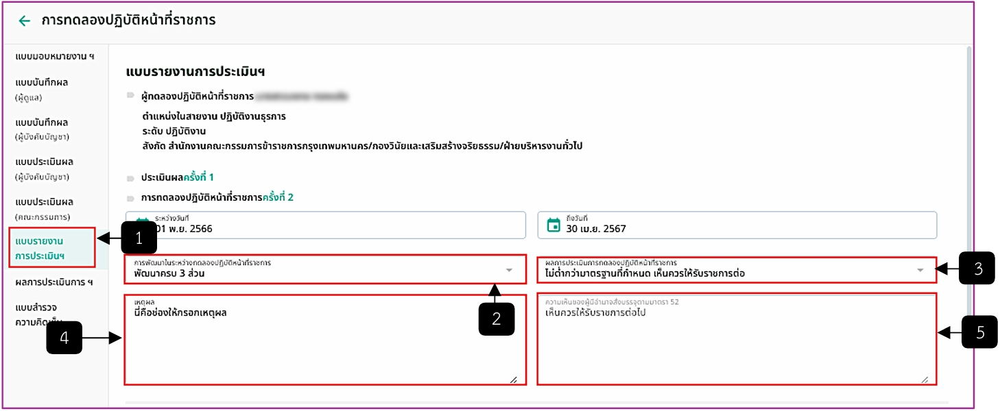 การทดลองปฏิบัติหน้าที่ราชการ
แบบมอบหมายงาน ฯ
แบบบันทึกผล
(ผู้ดูแล)
แบบบันทึกผล
(ผู้บังคับบัญชา)
แบบประเมินผล
(ผู้บังคับบัญชา)
แบบประเมินผล
(คณะกรรมการ)
แบบรายงาน
การประเมินฯ
ผลการประเมินการ ฯ
แบบสำรวจ
1
4
แบบรายงานการประเมินฯ
ผู้ทดลองปฏิบัติหน้าที่ราชการ
ตำแหน่งในสายงาน ปฏิบัติงานธุรการ
ระดับ ปฏิบัติงาน
สังกัด สำนักงานคณะกรรมการข้าราชการกรุงเทพมหานคร/กองวินัยและเสริมสร้างจริยธรรม/ฝ่ายบริหารงานทั่วไป
ประเมินผลครั้งที่ 1
การทดลองปฏิบัติหน้าที่ราชการครั้งที่ 2
ระหว่างวันที่
01 พ.ย. 2566
ถึงวันที่
30 เม.ย. 2567
การพัฒนาในระหว่างทดลองปฏิบัติหน้าที่ราชการ
พัฒนาครบ 3 ส่วน
ผลการประเมินการทดลองปฏิบัติหน้าที่ราชการ
ไม่ต่ำกว่ามาตรฐานที่กำหนด เห็นควรให้รับราชการต่อ
3
เหตุผล
นี่คือช่องให้กรอกเหตุผล
2
ความเห็นของผู้มีอำนาจสั่งบรรจุตามมาตรา 52
เห็นควรให้รับราชการต่อไป
5